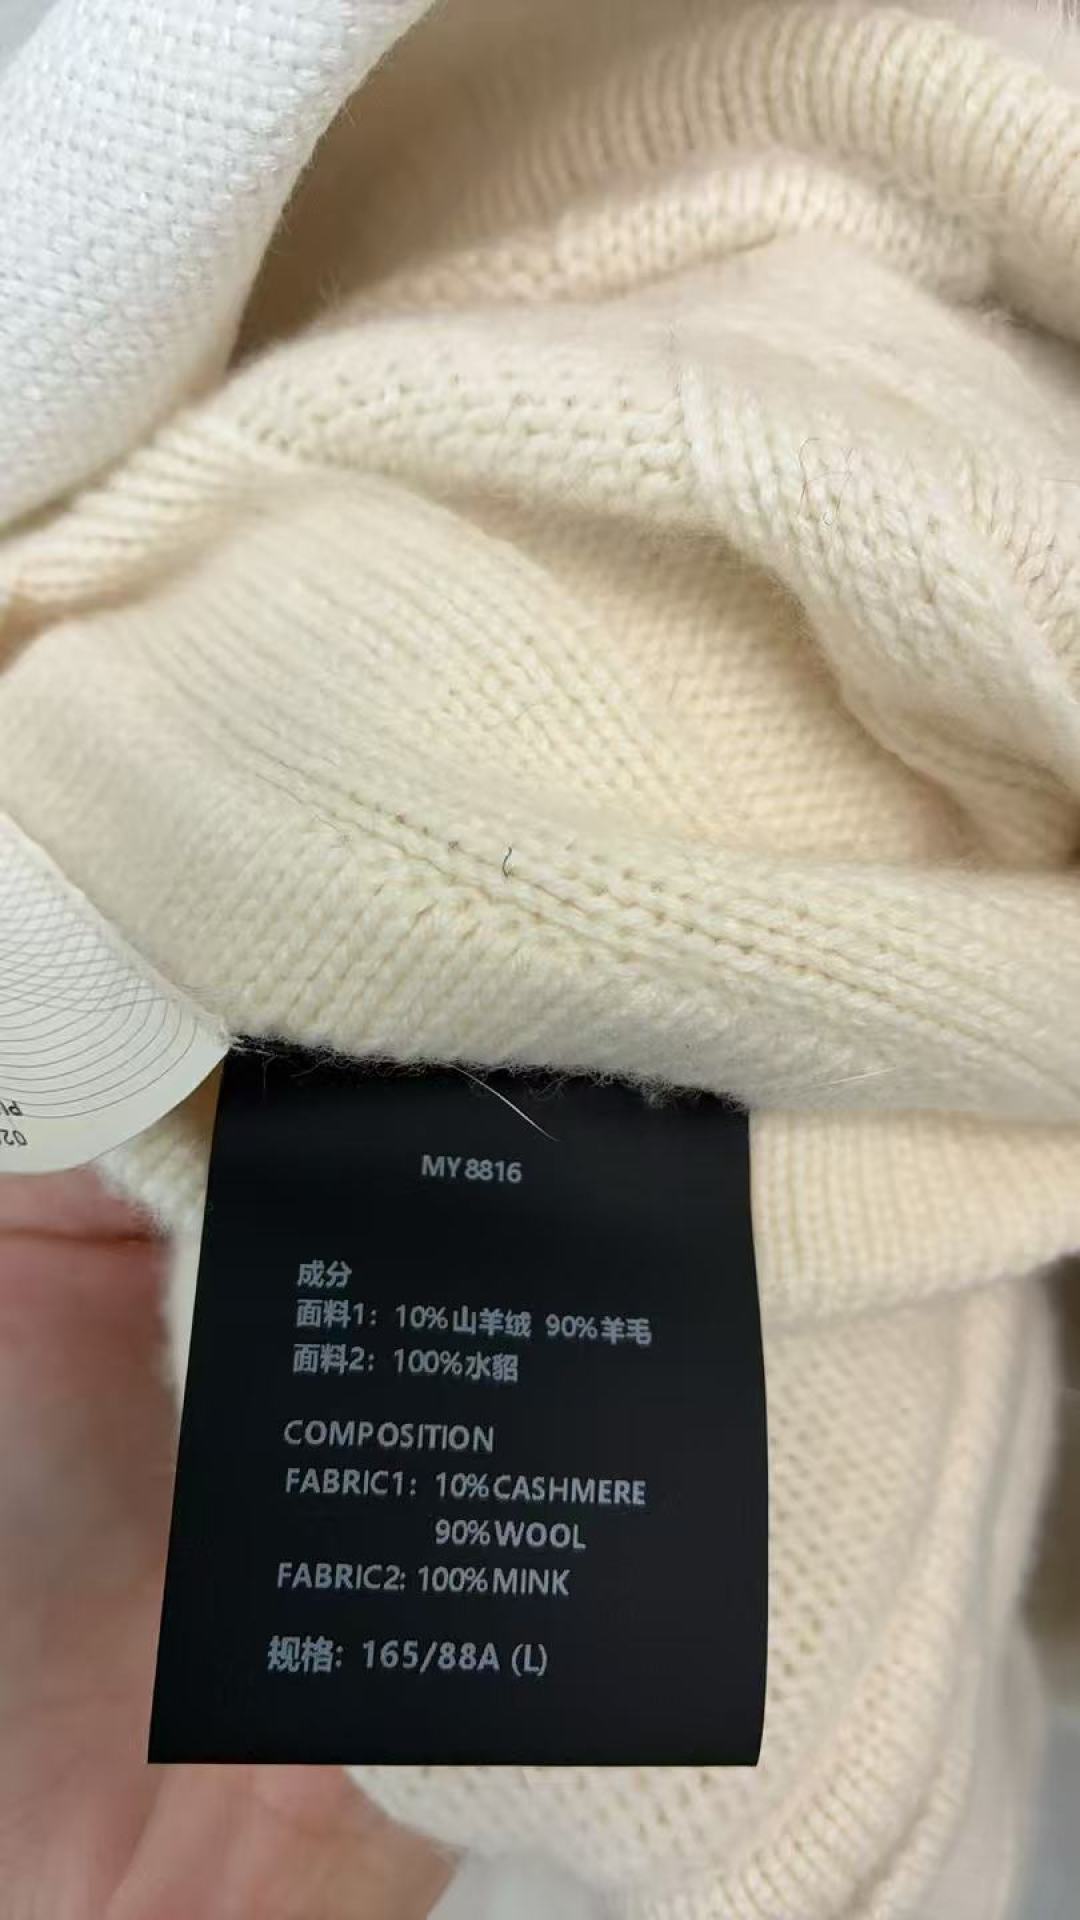 MY8816
成分
面料1: 10%山羊绒 90%羊毛
面料2: 100%水貂
COMPOSITION
FABRIC1: 10%CASHMERE
90%WOOL
FABRIC2: 100%MINK
规格: 165/88A (L)